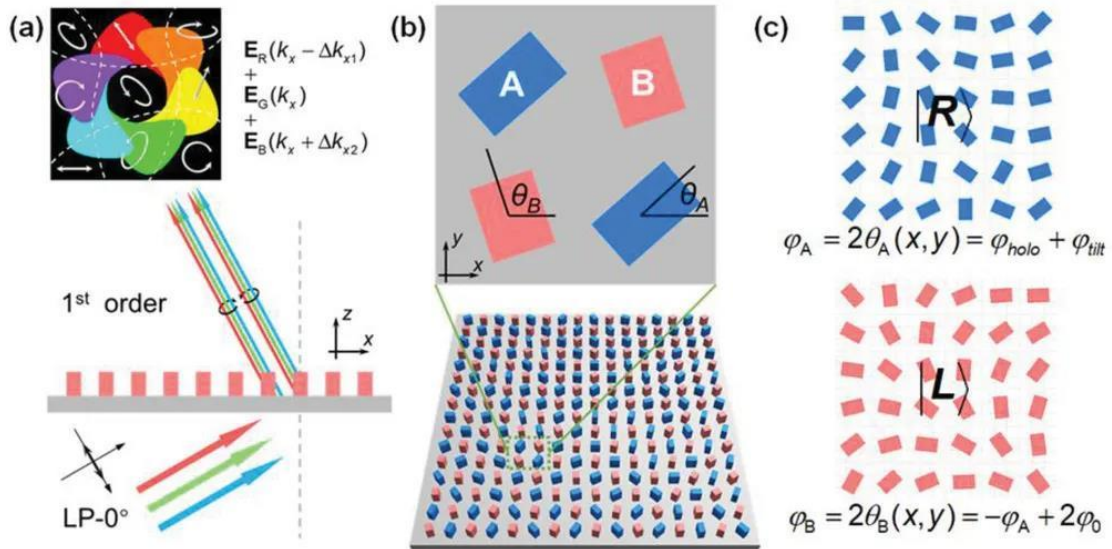 (a)
E_R(k_x − Δk_x1)
+
E_G(k_x)
+
E_B(k_x + Δk_x2)
1st order
z
x
LP-0°
(b)
A
B
θ_B
θ_A
y
x
(c)
|R⟩
φ_A = 2θ_A(x, y) = φ_holo + φ_tilt
|L⟩
φ_B = 2θ_B(x, y) = −φ_A + 2φ_0